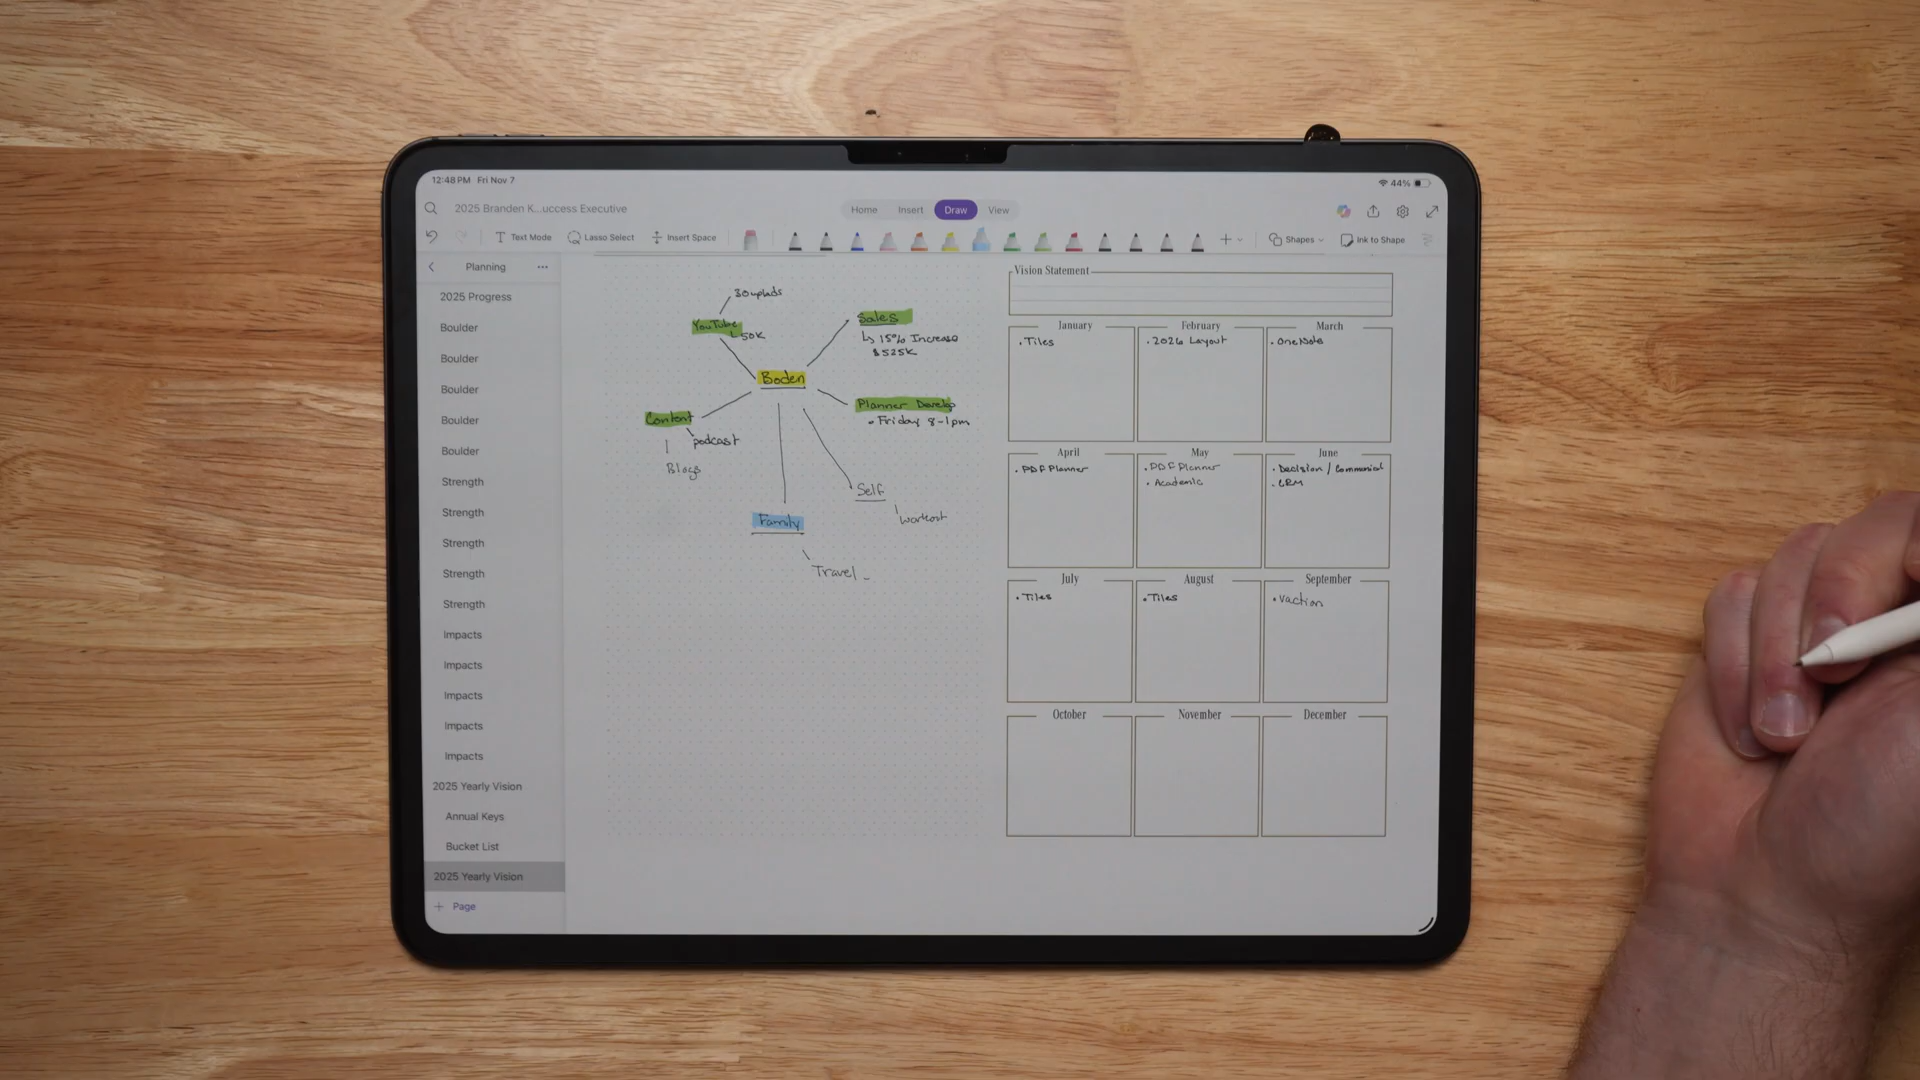 12:48 PM Fri Nov 7
44%
2025 Branden K...uccess Executive
Home Insert Draw View
Text Mode Lasso Select Insert Space Shapes Ink to Shape
Planning
2025 Progress
Boulder
Boulder
Boulder
Boulder
Boulder
Strength
Strength
Strength
Strength
Strength
Impacts
Impacts
Impacts
Impacts
Impacts
2025 Yearly Vision
Annual Keys
Bucket List
2025 Yearly Vision
+ Page
30 uplads
YouTube
50K
Sales
15% Increase
$525K
Boden
Planner Develop
• Friday 8-1pm
Content
podcast
Blogs
Self
workout
Family
Travel
Vision Statement
January February March
• Tiles
• 2026 Layout
• OneNote
April May June
• PDF Planner
• PDF Planner
• Academic
• Decision / Commercial
• CRM
July August September
• Tiles
• Tiles
• vaction
October November December